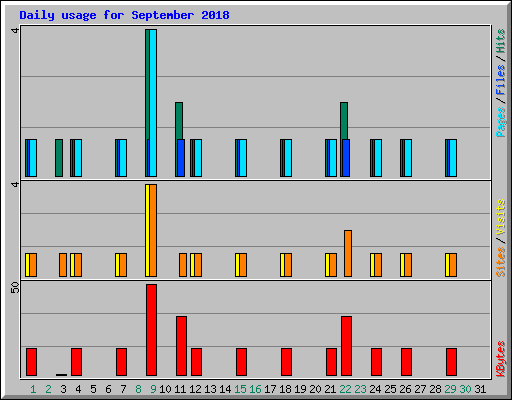 Daily usage for September 2018
4
4
50
Pages / Files / Hits
Sites / Visits
KBytes
1 2 3 4 5 6 7 8 9 10 11 12 13 14 15 16 17 18 19 20 21 22 23 24 25 26 27 28 29 30 31